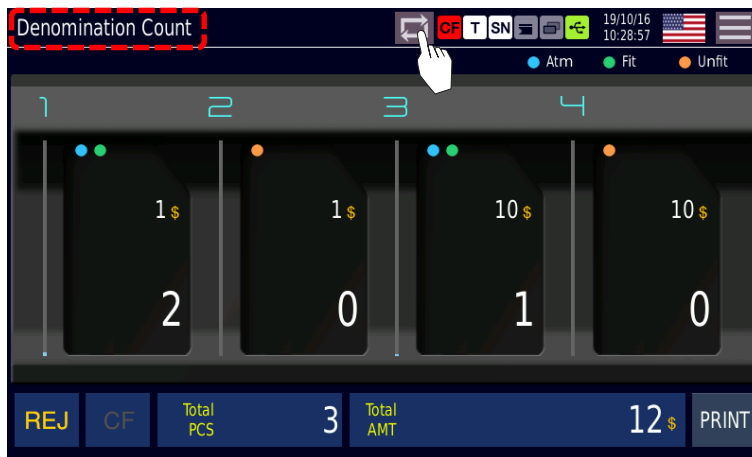 Denomination Count CF T SN 19/10/16
10:28:57
Atm Fit Unfit
1 2 3 4
1 $ 1 $ 10 $ 10 $
2 0 1 0
REJ CF Total PCS 3 Total AMT 12 $ PRINT